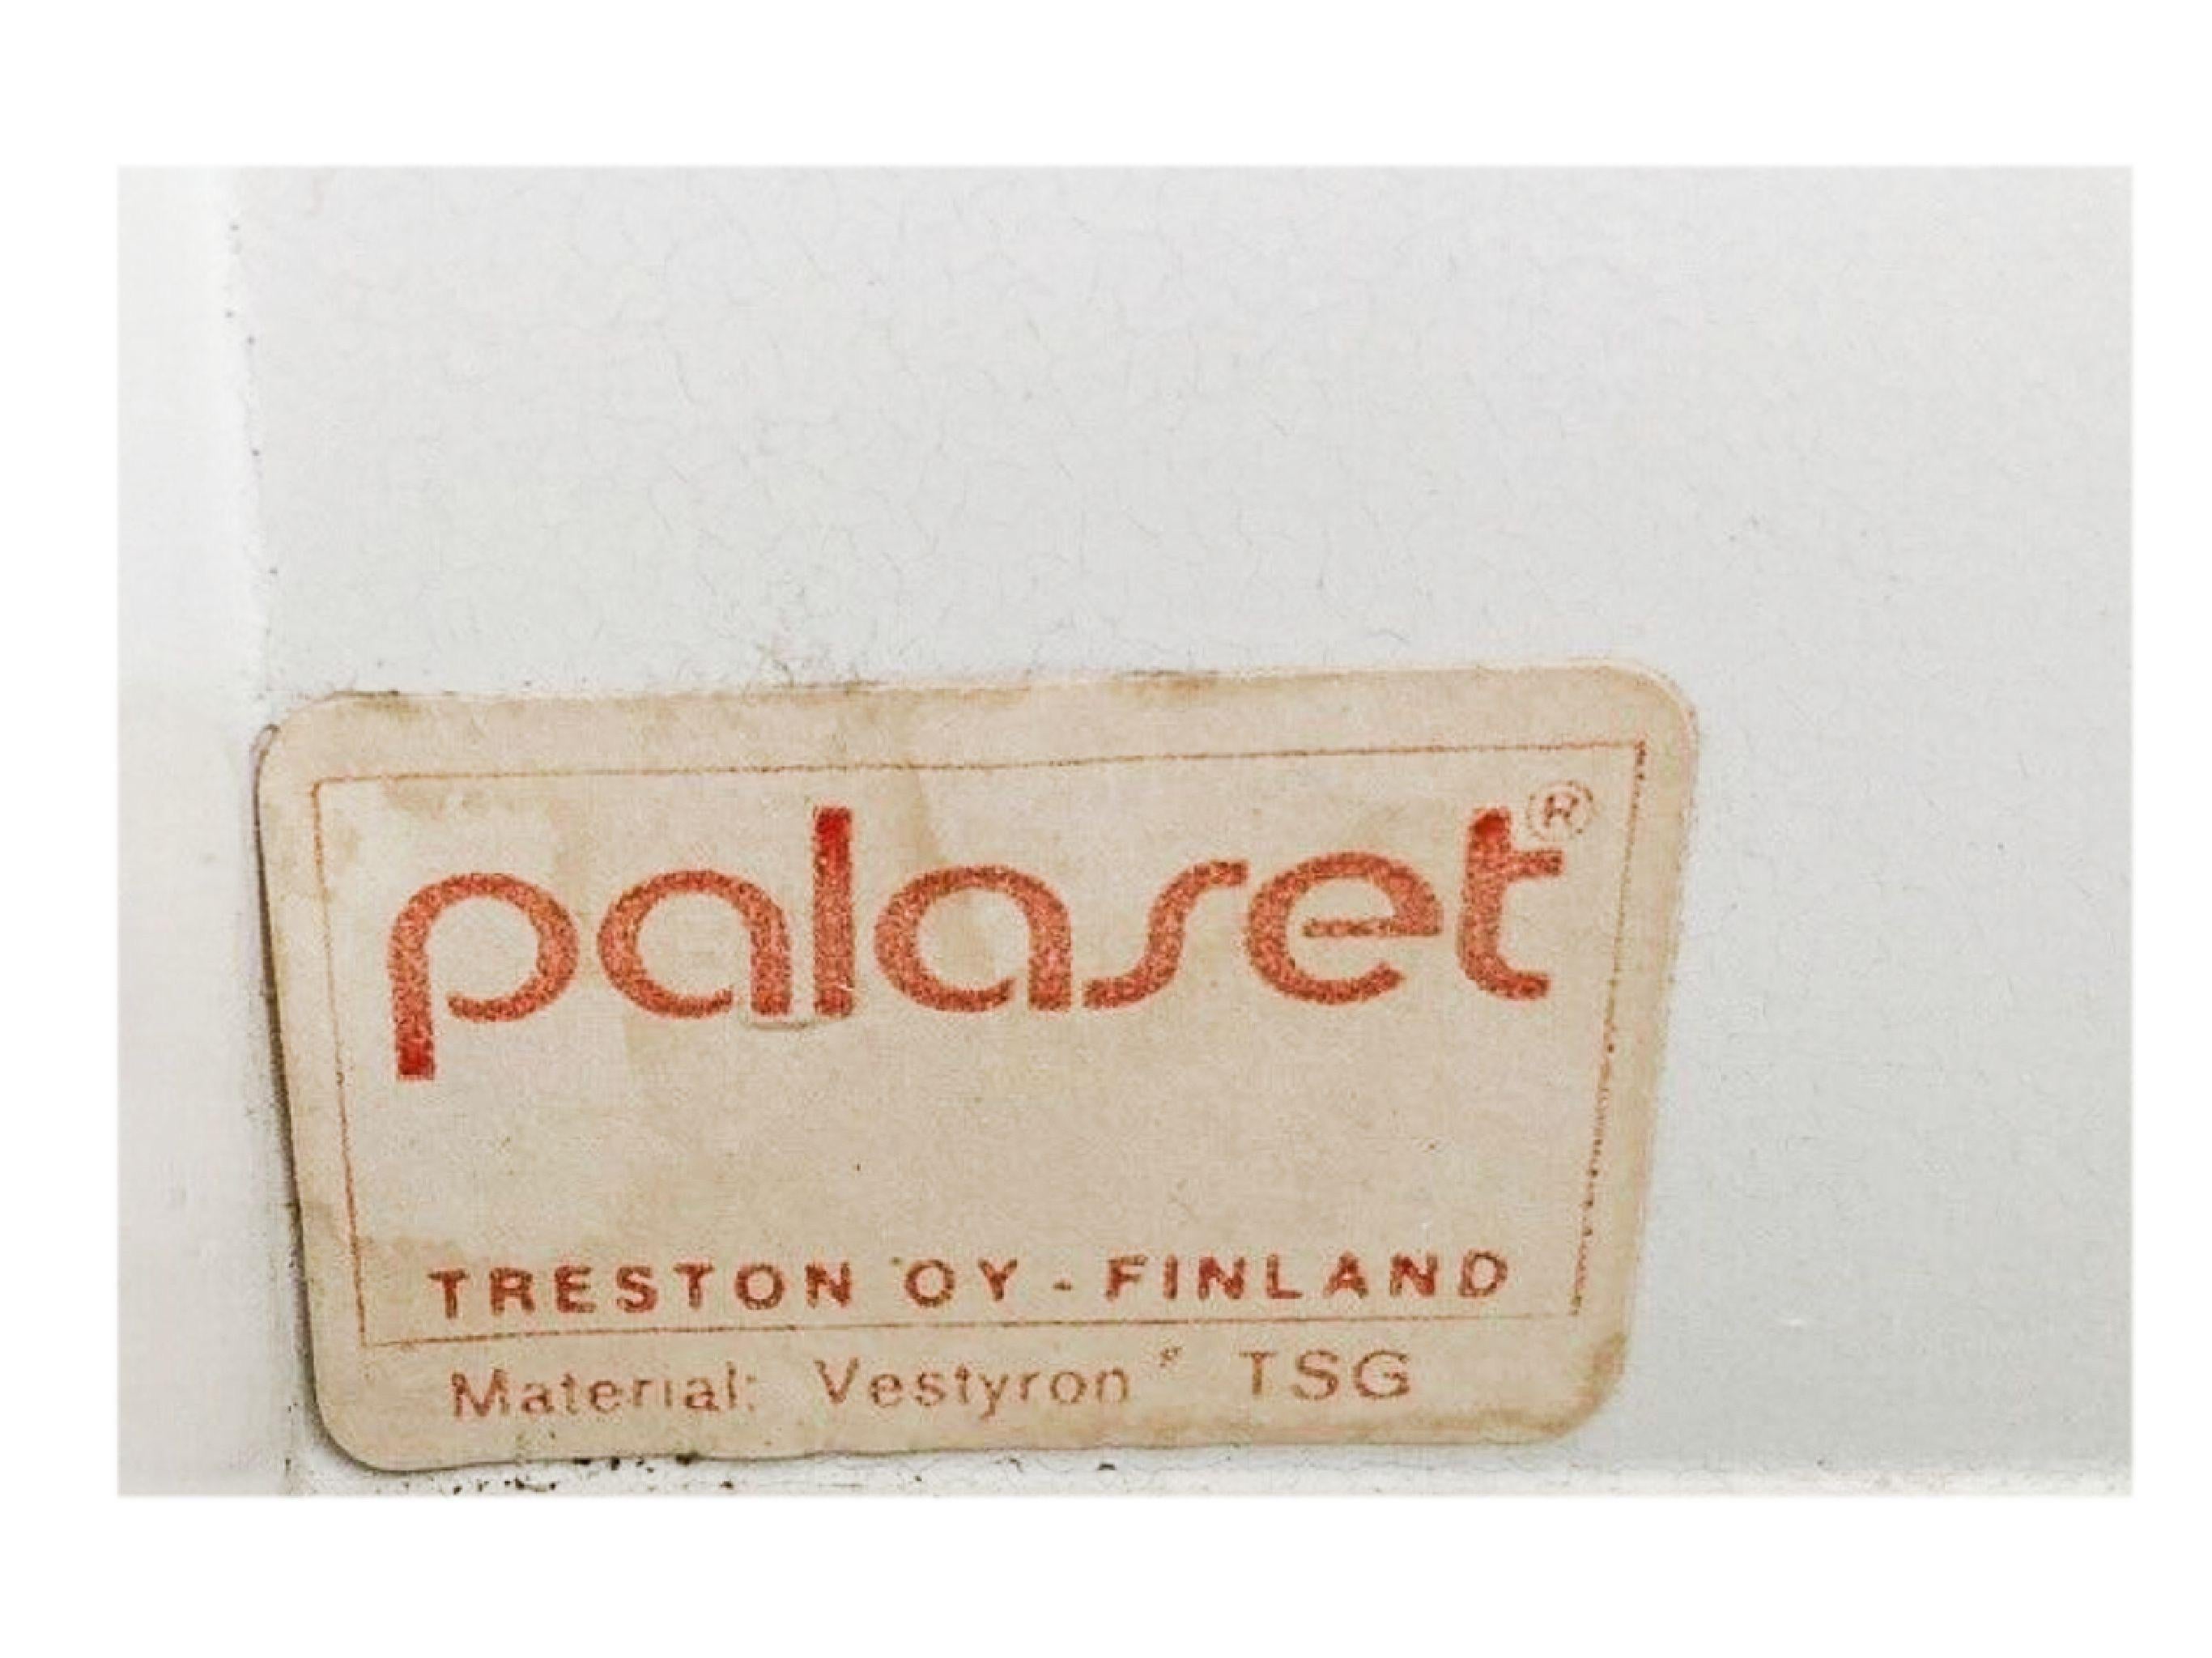 palaset®
TRESTON OY - FINLAND
Material: Vestyron® TSG